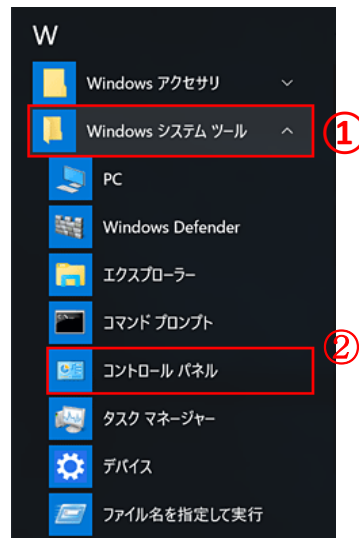 W
Windows アクセサリ
Windows システム ツール
①
PC
Windows Defender
エクスプローラー
コマンド プロンプト
②
コントロール パネル
タスク マネージャー
デバイス
ファイル名を指定して実行